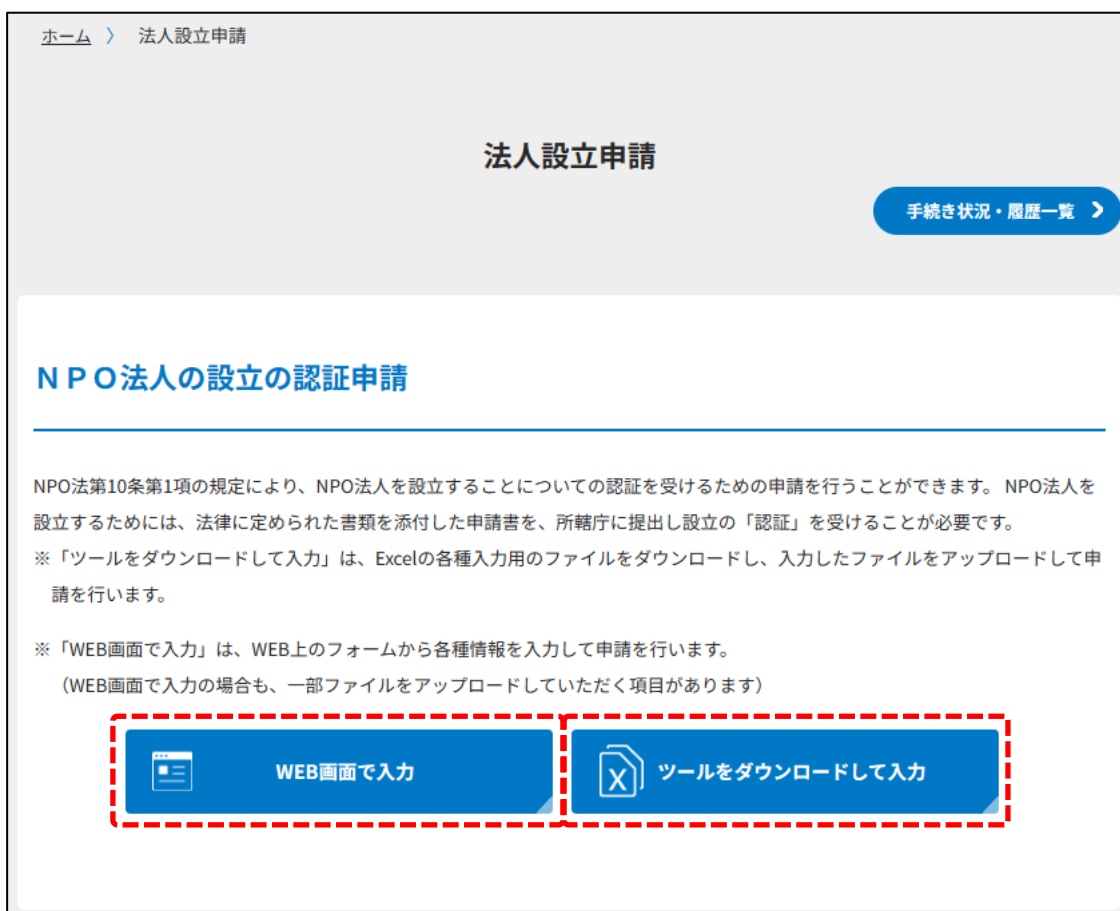 ホーム 〉 法人設立申請
法人設立申請
手続き状況・履歴一覧
ＮＰＯ法人の設立の認証申請
NPO法第10条第1項の規定により、NPO法人を設立することについての認証を受けるための申請を行うことができます。 NPO法人を
設立するためには、法律に定められた書類を添付した申請書を、所轄庁に提出し設立の「認証」を受けることが必要です。
※「ツールをダウンロードして入力」は、Excelの各種入力用のファイルをダウンロードし、入力したファイルをアップロードして申
請を行います。
※「WEB画面で入力」は、WEB上のフォームから各種情報を入力して申請を行います。
（WEB画面で入力の場合も、一部ファイルをアップロードしていただく項目があります）
WEB画面で入力
X ツールをダウンロードして入力